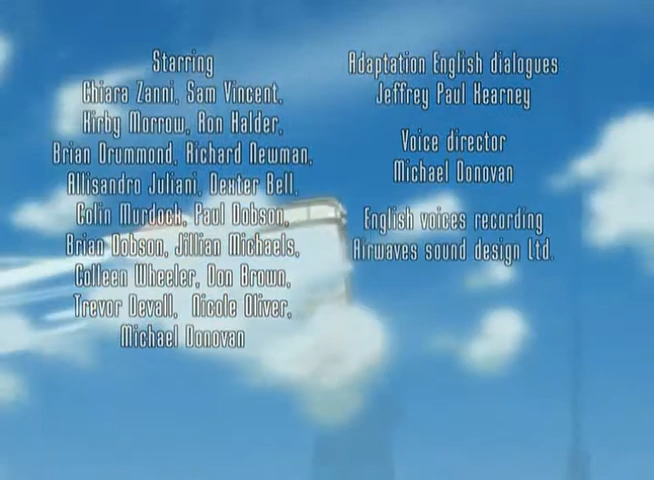 Starring
Chiara Zanni, Sam Vincent,
Kirby Morrow, Ron Halder,
Brian Drummond, Richard Newman,
Allisandro Juliani, Dexter Bell,
Colin Murdock, Paul Dobson,
Brian Dobson, Jillian Michaels,
Colleen Wheeler, Don Brown,
Trevor Devall, Nicole Oliver,
Michael Donovan
Adaptation English dialogues
Jeffrey Paul Kearney
Voice director
Michael Donovan
English voices recording
Airwaves sound design Ltd.